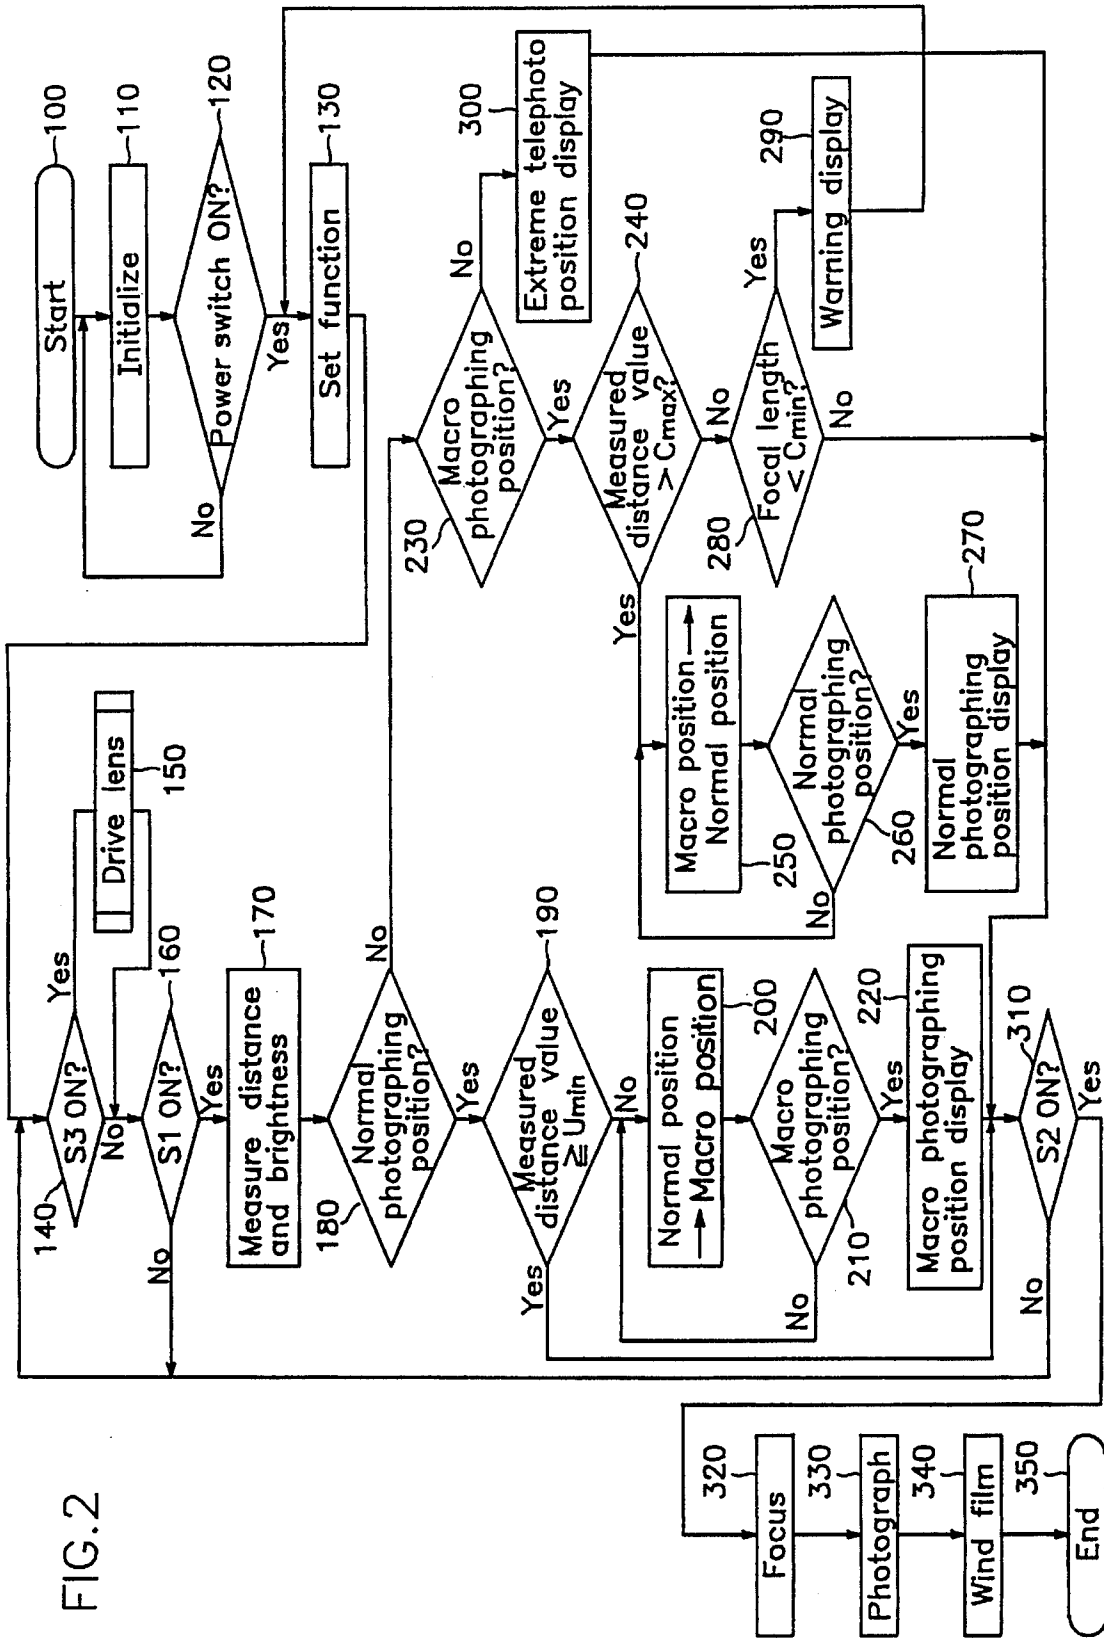 FIG.2
Start
100
Initialize
110
Power switch ON?
120
No
Yes
Set function
130
S3 ON?
140
Yes
No
Drive lens
150
S1 ON?
160
No
Yes
Measure distance
and brightness
170
Normal
photographing
position?
180
No
Yes
Measured
distance value
≧ Umin
190
Yes
No
Normal position
→ Macro position
200
Macro
photographing
position?
210
No
Yes
Macro photographing
position display
220
Macro
photographing
position?
230
No
Yes
Extreme telephoto
position display
300
Measured
distance value
> Cmax?
240
Yes
No
Macro position →
Normal position
250
Normal
photographing
position?
260
No
Yes
Normal
photographing
position display
270
Focal length
< Cmin?
280
Yes
No
Warning display
290
S2 ON?
310
No
Yes
Focus
320
Photograph
330
Wind film
340
End
350